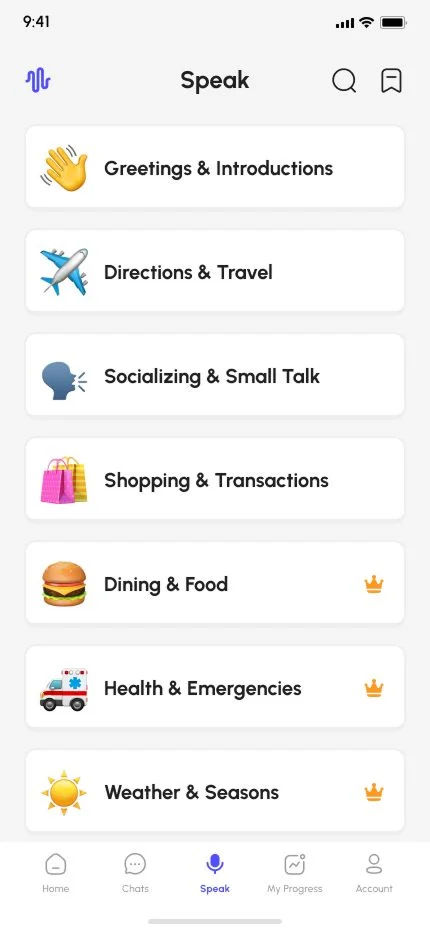 9:41
Speak
Greetings & Introductions
Directions & Travel
Socializing & Small Talk
Shopping & Transactions
Dining & Food
Health & Emergencies
Weather & Seasons
Home Chats Speak My Progress Account